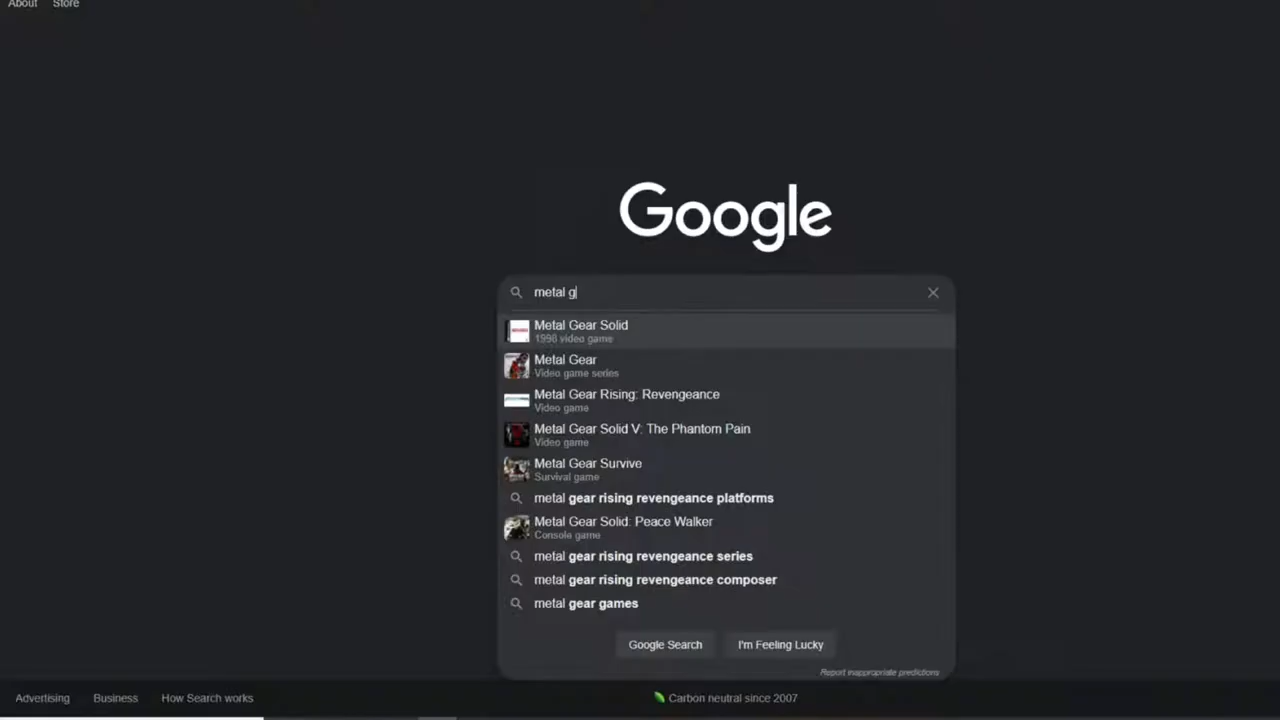 About Store
Google
metal g
Metal Gear Solid
1998 video game
Metal Gear
Video game series
Metal Gear Rising: Revengeance
Video game
Metal Gear Solid V: The Phantom Pain
Video game
Metal Gear Survive
Survival game
metal gear rising revengeance platforms
Metal Gear Solid: Peace Walker
Console game
metal gear rising revengeance series
metal gear rising revengeance composer
metal gear games
Google Search I'm Feeling Lucky
Report inappropriate predictions
Advertising Business How Search works Carbon neutral since 2007